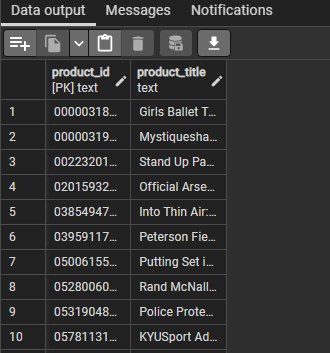 Data output Messages Notifications
product_id product_title
[PK] text text
1 00000318... Girls Ballet T...
2 00000319... Mystiquesha...
3 00223201... Stand Up Pa...
4 02015932... Official Arse...
5 03854947... Into Thin Air:...
6 03959117... Peterson Fie...
7 05006155... Putting Set i...
8 05280060... Rand McNall...
9 05319048... Police Prote...
10 05781131... KYUSport Ad...